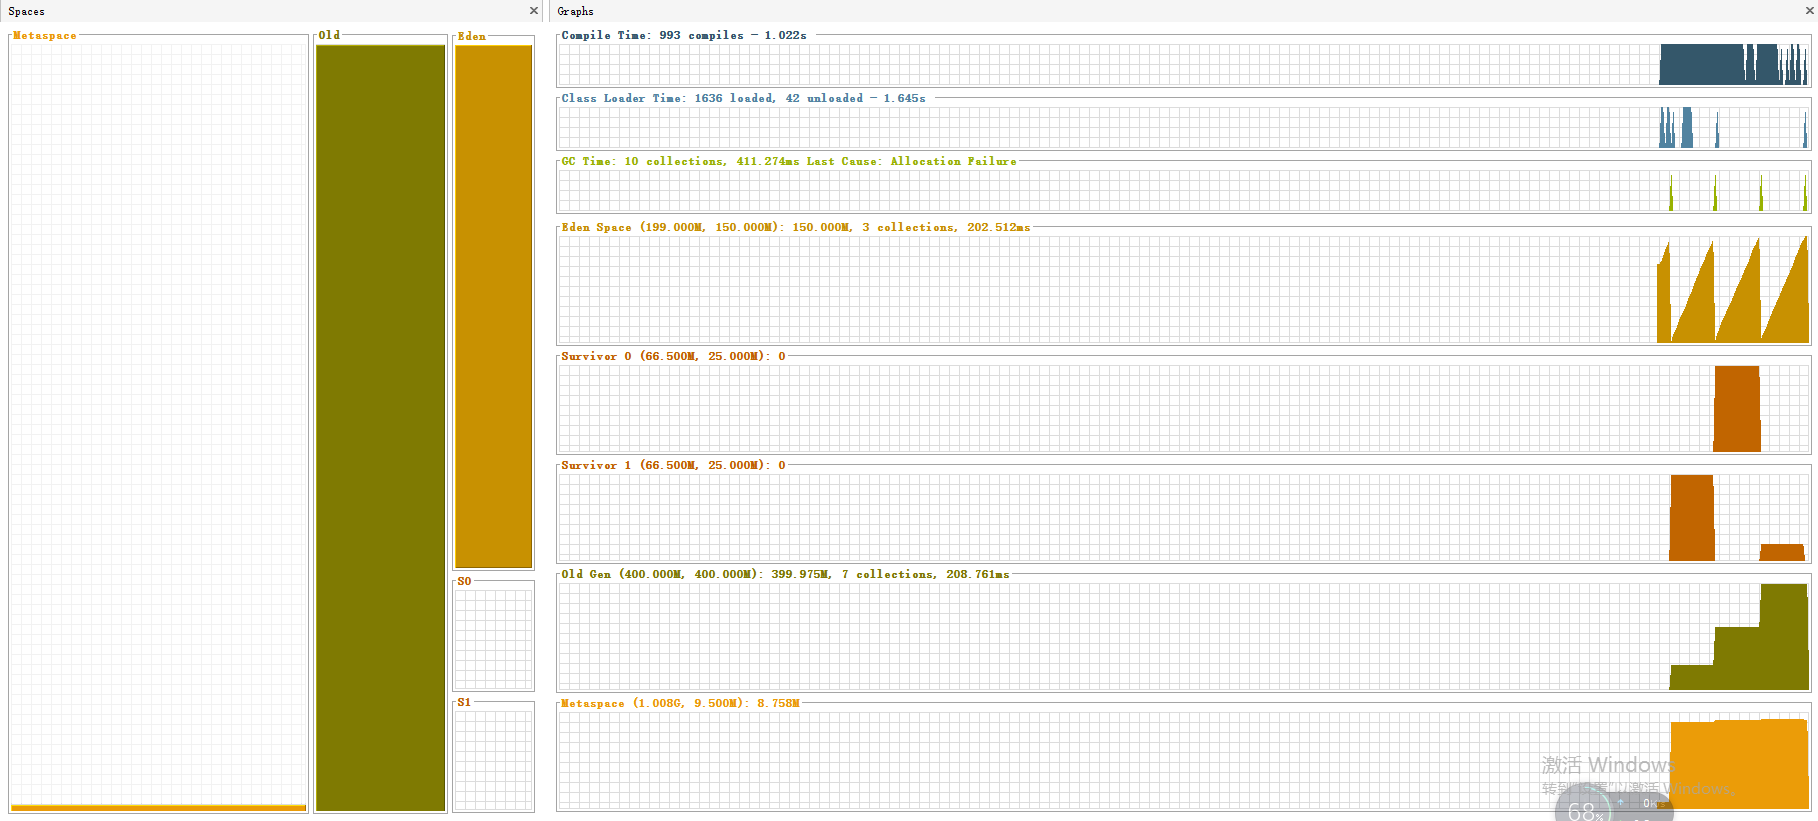 Spaces
Graphs
Metaspace
Old
Eden
S0
S1
Compile Time: 993 compiles - 1.022s
Class Loader Time: 1636 loaded, 42 unloaded - 1.645s
GC Time: 10 collections, 411.274ms Last Cause: Allocation Failure
Eden Space (199.000M, 150.000M): 150.000M, 3 collections, 202.512ms
Survivor 0 (66.500M, 25.000M): 0
Survivor 1 (66.500M, 25.000M): 0
Old Gen (400.000M, 400.000M): 399.975M, 7 collections, 208.761ms
Metaspace (1.008G, 9.500M): 8.758M
激活 Windows
转到"设置"以激活 Windows。
68%